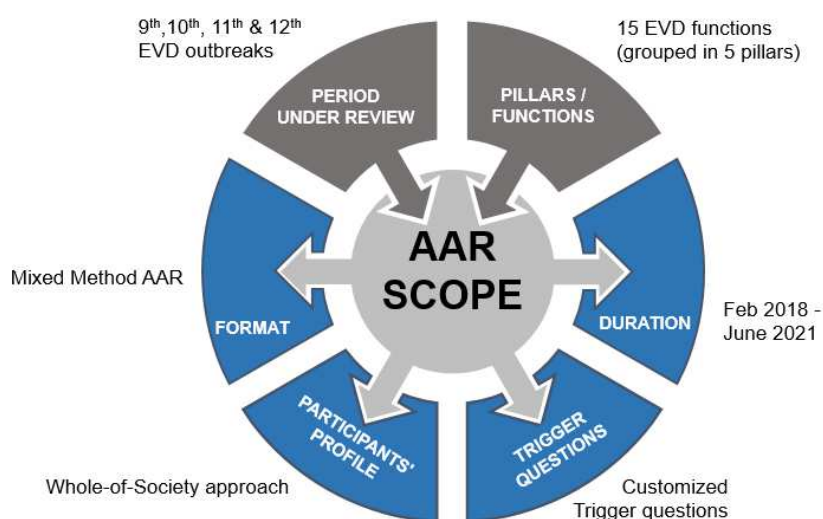 9th,10th, 11th & 12th
EVD outbreaks
15 EVD functions
(grouped in 5 pillars)
PERIOD
UNDER REVIEW
PILLARS /
FUNCTIONS
AAR
SCOPE
Mixed Method AAR
FORMAT
DURATION
Feb 2018 -
June 2021
PARTICIPANTS'
PROFILE
TRIGGER
QUESTIONS
Whole-of-Society approach
Customized
Trigger questions